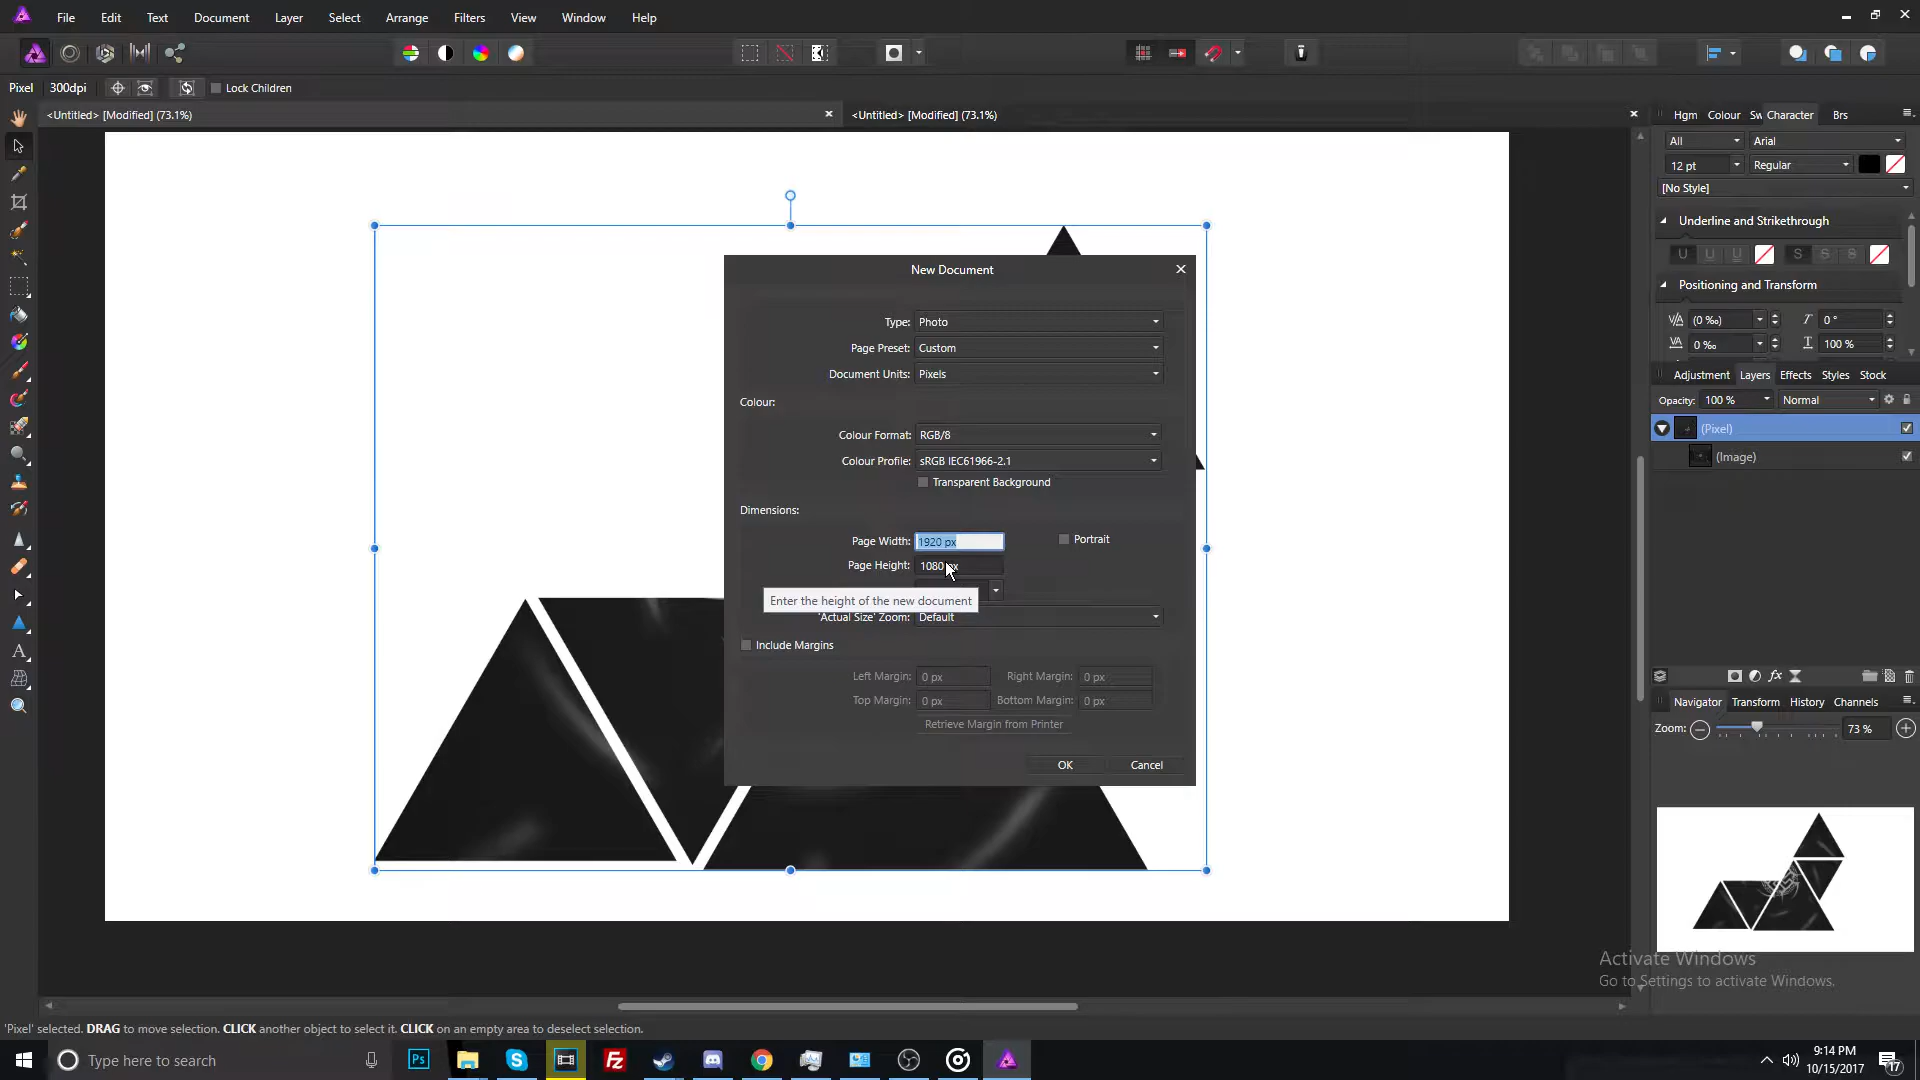 File Edit Text Document Layer Select Arrange Filters View Window Help
Pixel 300dpi Lock Children
<Untitled> [Modified] (73.1%) <Untitled> [Modified] (73.1%)
Hgm Colour Sw Character Brs
All Arial
12 pt Regular
[No Style]
Underline and Strikethrough
U U U S S S
Positioning and Transform
(0 ‰) 0 °
0 ‰ 100 %
Adjustment Layers Effects Styles Stock
Opacity: 100 % Normal
(Pixel)
(Image)
New Document
Type: Photo
Page Preset: Custom
Document Units: Pixels
Colour:
Colour Format: RGB/8
Colour Profile: sRGB IEC61966-2.1
Transparent Background
Dimensions:
Page Width: 1920 px Portrait
Page Height: 1080 px
Enter the height of the new document
'Actual Size' Zoom: Default
Include Margins
Left Margin: 0 px Right Margin: 0 px
Top Margin: 0 px Bottom Margin: 0 px
Retrieve Margin from Printer
OK Cancel
Navigator Transform History Channels
Zoom: 73 %
Activate Windows
Go to Settings to activate Windows.
'Pixel' selected. DRAG to move selection. CLICK another object to select it. CLICK on an empty area to deselect selection.
Type here to search
Ps
Fz
9:14 PM
10/15/2017
17